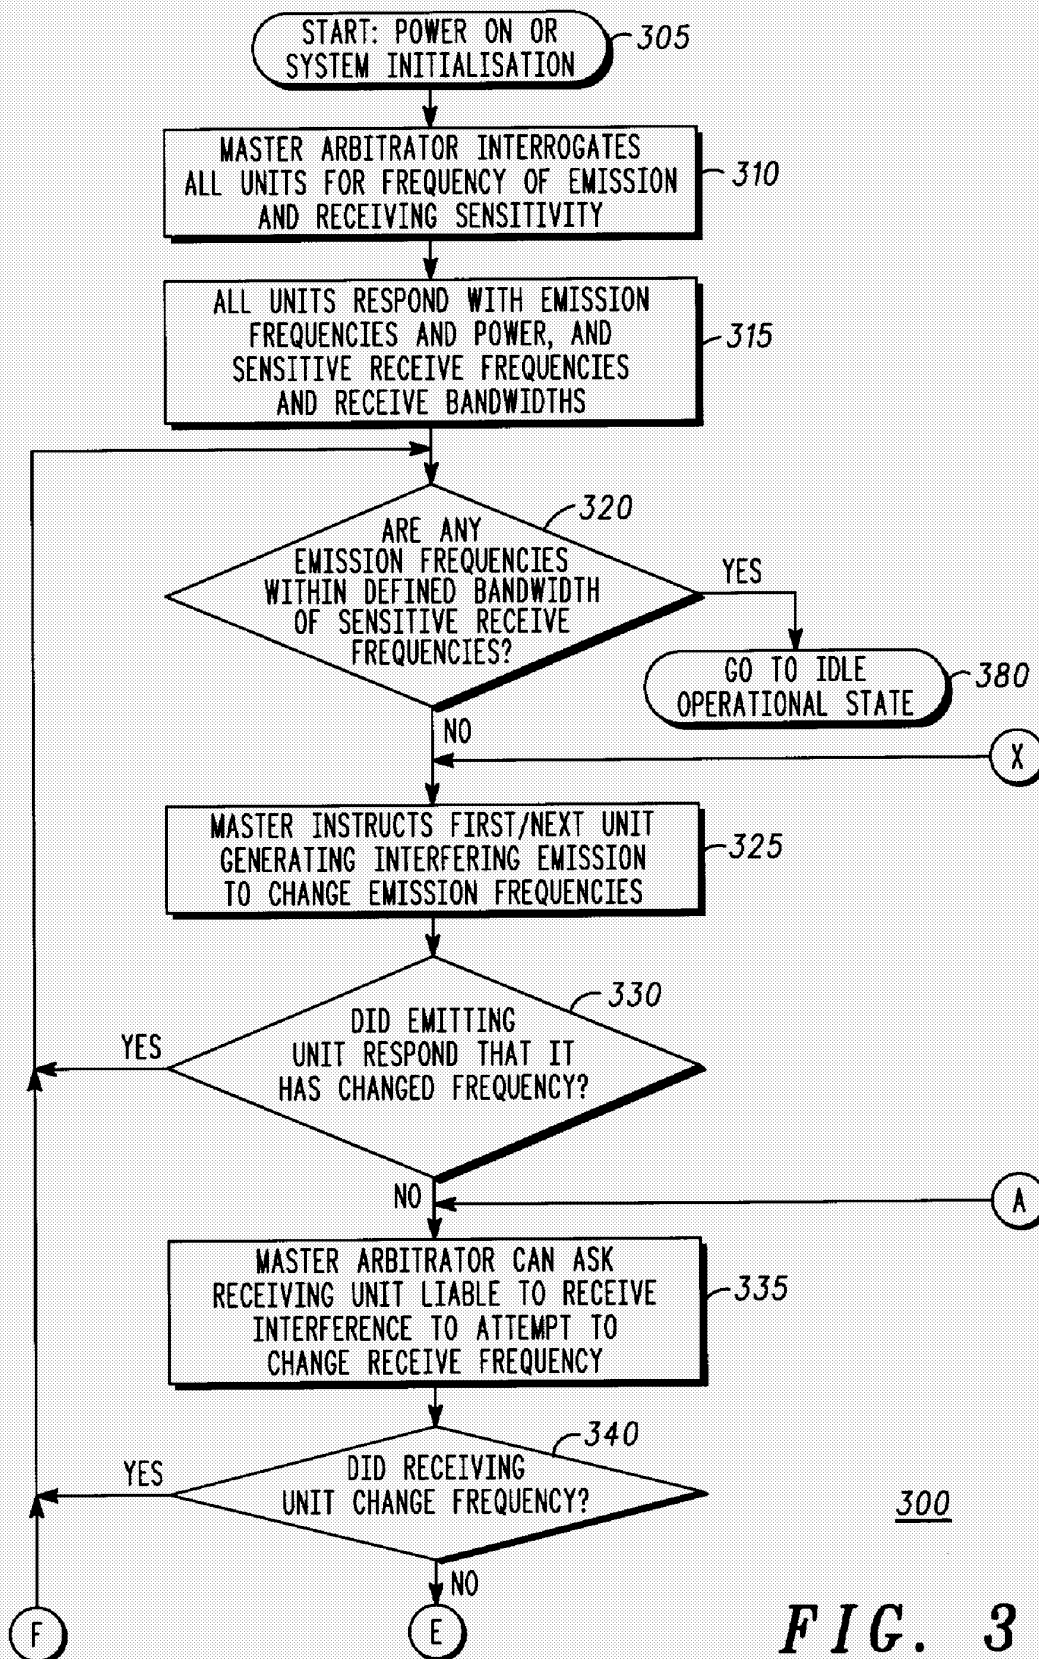 START: POWER ON OR
SYSTEM INITIALISATION
305
MASTER ARBITRATOR INTERROGATES
ALL UNITS FOR FREQUENCY OF EMISSION
AND RECEIVING SENSITIVITY
310
ALL UNITS RESPOND WITH EMISSION
FREQUENCIES AND POWER, AND
SENSITIVE RECEIVE FREQUENCIES
AND RECEIVE BANDWIDTHS
315
ARE ANY
EMISSION FREQUENCIES
WITHIN DEFINED BANDWIDTH
OF SENSITIVE RECEIVE
FREQUENCIES?
320
YES
GO TO IDLE
OPERATIONAL STATE
380
NO
X
MASTER INSTRUCTS FIRST/NEXT UNIT
GENERATING INTERFERING EMISSION
TO CHANGE EMISSION FREQUENCIES
325
DID EMITTING
UNIT RESPOND THAT IT
HAS CHANGED FREQUENCY?
330
YES
NO
A
MASTER ARBITRATOR CAN ASK
RECEIVING UNIT LIABLE TO RECEIVE
INTERFERENCE TO ATTEMPT TO
CHANGE RECEIVE FREQUENCY
335
DID RECEIVING
UNIT CHANGE FREQUENCY?
340
YES
300
NO
F
E
FIG. 3